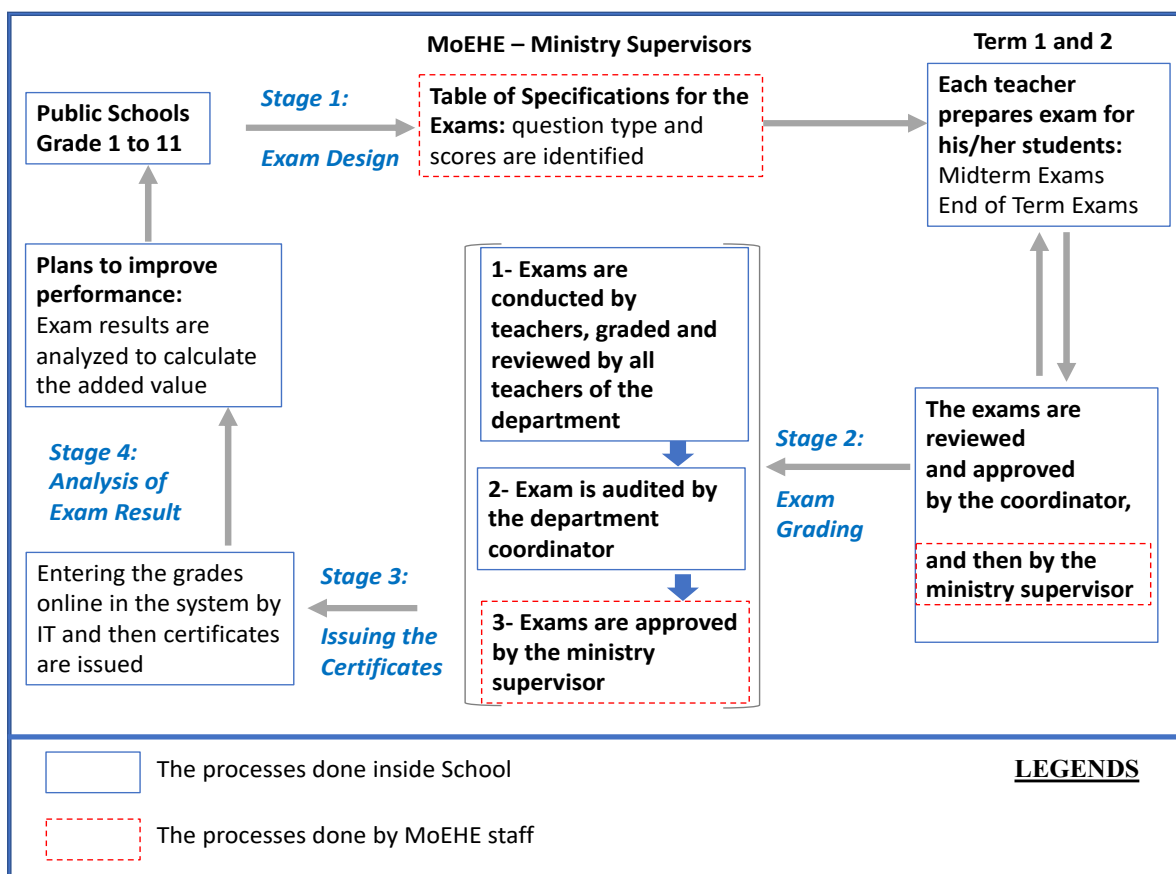 MoEHE – Ministry Supervisors
Term 1 and 2
Public Schools
Grade 1 to 11
Stage 1:
Exam Design
Table of Specifications for the
Exams: question type and
scores are identified
Each teacher
prepares exam for
his/her students:
Midterm Exams
End of Term Exams
The exams are
reviewed
and approved
by the coordinator,
and then by the
ministry supervisor
Stage 2:
Exam
Grading
1- Exams are
conducted by
teachers, graded and
reviewed by all
teachers of the
department
2- Exam is audited by
the department
coordinator
3- Exams are approved
by the ministry
supervisor
Stage 3:
Issuing the
Certificates
Entering the grades
online in the system by
IT and then certificates
are issued
Stage 4:
Analysis of
Exam Result
Plans to improve
performance:
Exam results are
analyzed to calculate
the added value
LEGENDS
The processes done inside School
The processes done by MoEHE staff